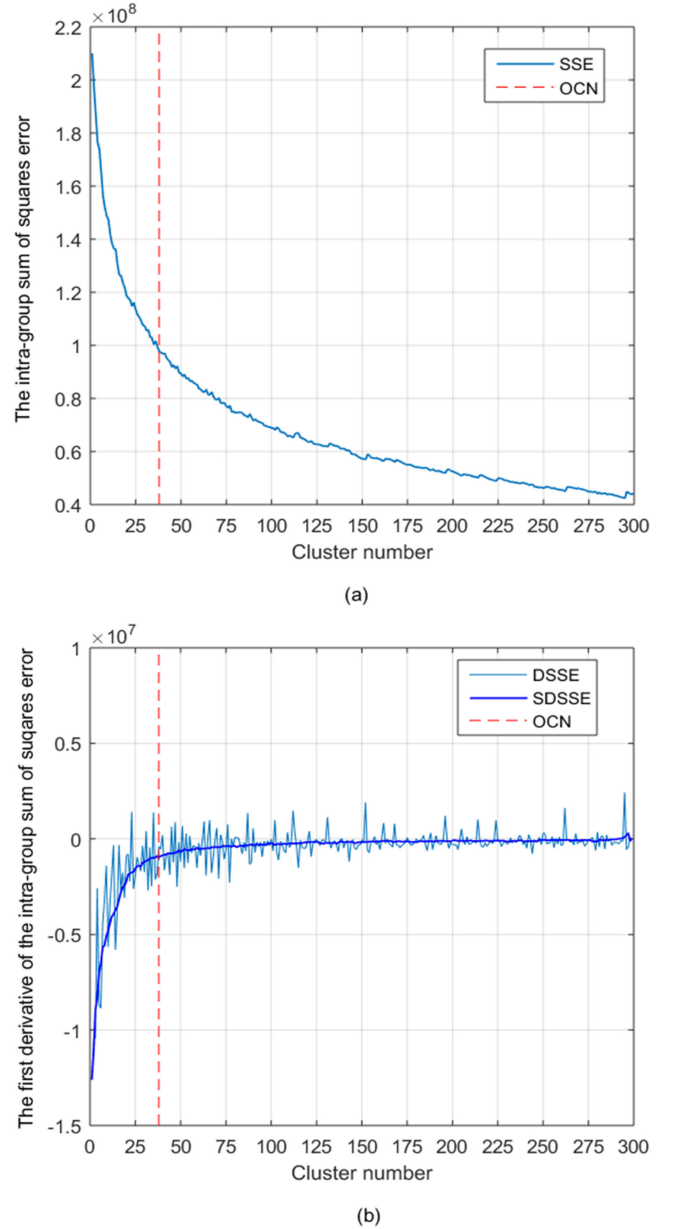 ×10⁸
2.2
2
1.8
1.6
1.4
1.2
1
0.8
0.6
0.4
The intra-group sum of squares error
SSE
OCN
0 25 50 75 100 125 150 175 200 225 250 275 300
Cluster number
(a)
×10⁷
1
0.5
0
-0.5
-1
-1.5
The first derivative of the intra-group sum of suqares error
DSSE
SDSSE
OCN
0 25 50 75 100 125 150 175 200 225 250 275 300
Cluster number
(b)